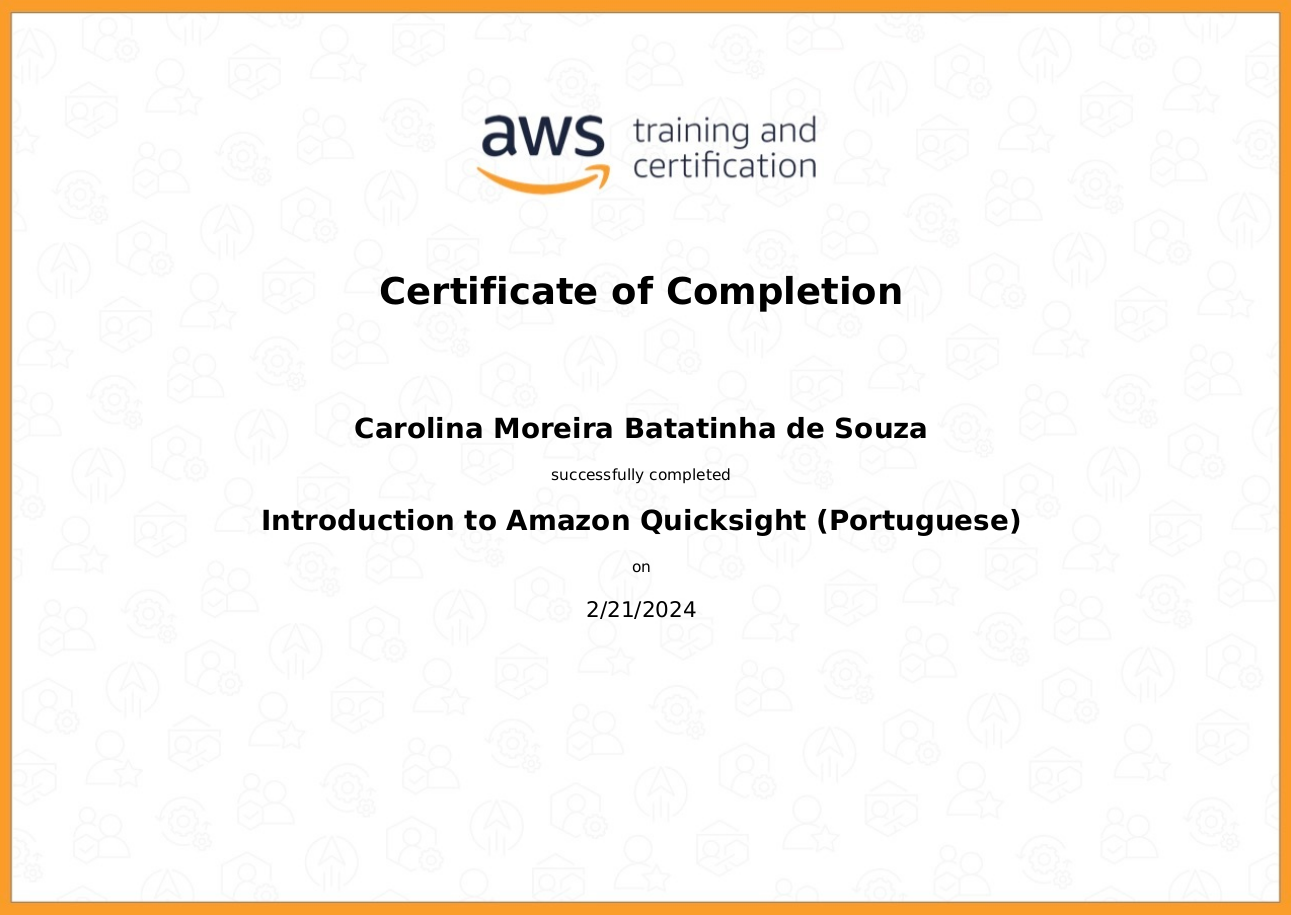 aws training and
certification
Certificate of Completion
Carolina Moreira Batatinha de Souza
successfully completed
Introduction to Amazon Quicksight (Portuguese)
on
2/21/2024